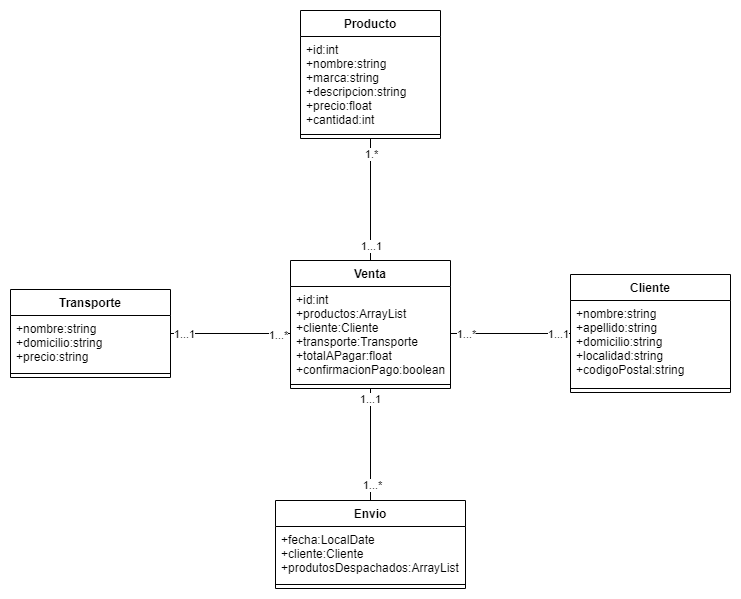 Producto
+id:int
+nombre:string
+marca:string
+descripcion:string
+precio:float
+cantidad:int
1.*
1...1
Venta
+id:int
+productos:ArrayList
+cliente:Cliente
+transporte:Transporte
+totalAPagar:float
+confirmacionPago:boolean
Transporte
+nombre:string
+domicilio:string
+precio:string
1...1
1...*
1...*
1...1
Cliente
+nombre:string
+apellido:string
+domicilio:string
+localidad:string
+codigoPostal:string
1...1
1...*
Envio
+fecha:LocalDate
+cliente:Cliente
+produtosDespachados:ArrayList